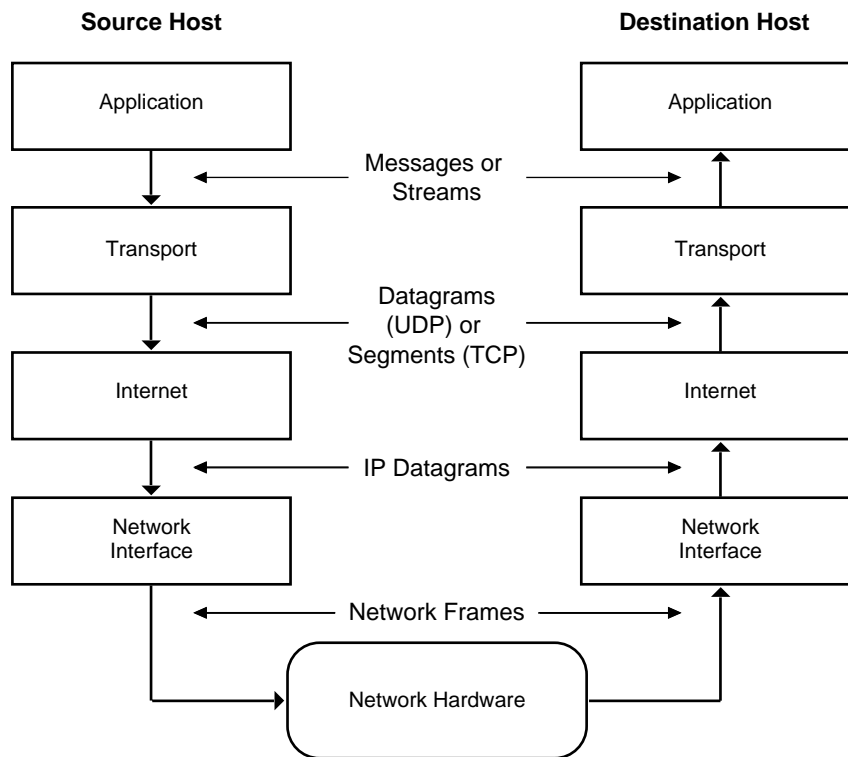 Source Host
Destination Host
Application
Application
Messages or
Streams
Transport
Transport
Datagrams
(UDP) or
Segments (TCP)
Internet
Internet
IP Datagrams
Network
Interface
Network
Interface
Network Frames
Network Hardware